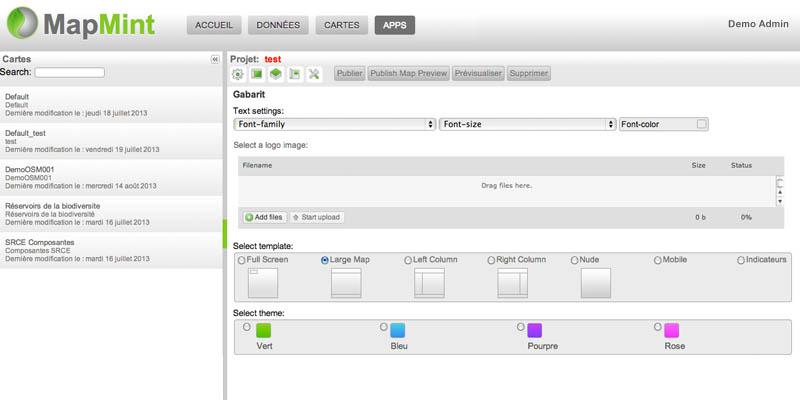 MapMint
ACCUEIL DONNÉES CARTES APPS
Demo Admin
Cartes
Search:
Default
Default
Dernière modification le : jeudi 18 juillet 2013
Default_test
test
Dernière modification le : vendredi 19 juillet 2013
DemoOSM001
DemoOSM001
Dernière modification le : mercredi 14 août 2013
Réservoirs de la biodiversite
Réservoirs de la biodiversité
Dernière modification le : mardi 16 juillet 2013
SRCE Composantes
Composantes SRCE
Dernière modification le : mardi 16 juillet 2013
Projet: test
Publier Publish Map Preview Prévisualiser Supprimer
Gabarit
Text settings:
Font-family Font-size Font-color
Select a logo image:
Filename Size Status
Drag files here.
Add files Start upload 0 b 0%
Select template:
Full Screen Large Map Left Column Right Column Nude Mobile Indicateurs
Select theme:
Vert Bleu Pourpre Rose